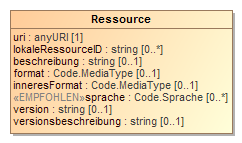 Ressource
uri : anyURI [1]
lokaleRessourceID : string [0..*]
beschreibung : string [0..1]
format : Code.MediaType [0..1]
inneresFormat : Code.MediaType [0..1]
«EMPFOHLEN»sprache : Code.Sprache [0..*]
version : string [0..1]
versionsbeschreibung : string [0..1]